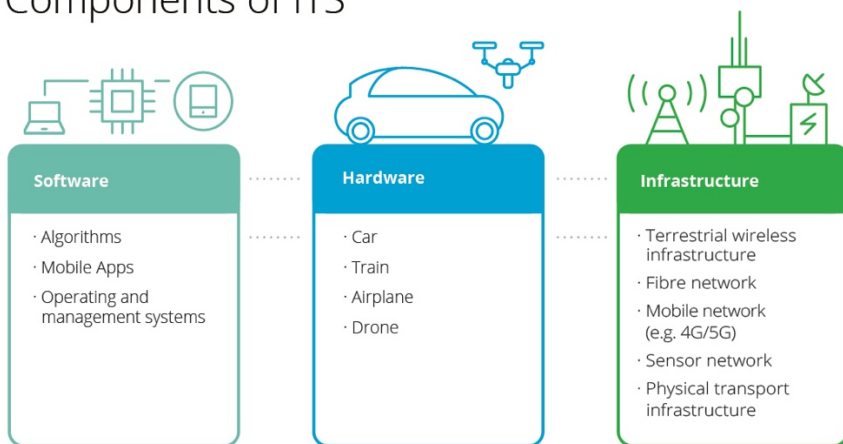 Components of ITS
Software
· Algorithms
· Mobile Apps
· Operating and
management systems
Hardware
· Car
· Train
· Airplane
· Drone
Infrastructure
· Terrestrial wireless
infrastructure
· Fibre network
· Mobile network
(e.g. 4G/5G)
· Sensor network
· Physical transport
infrastructure